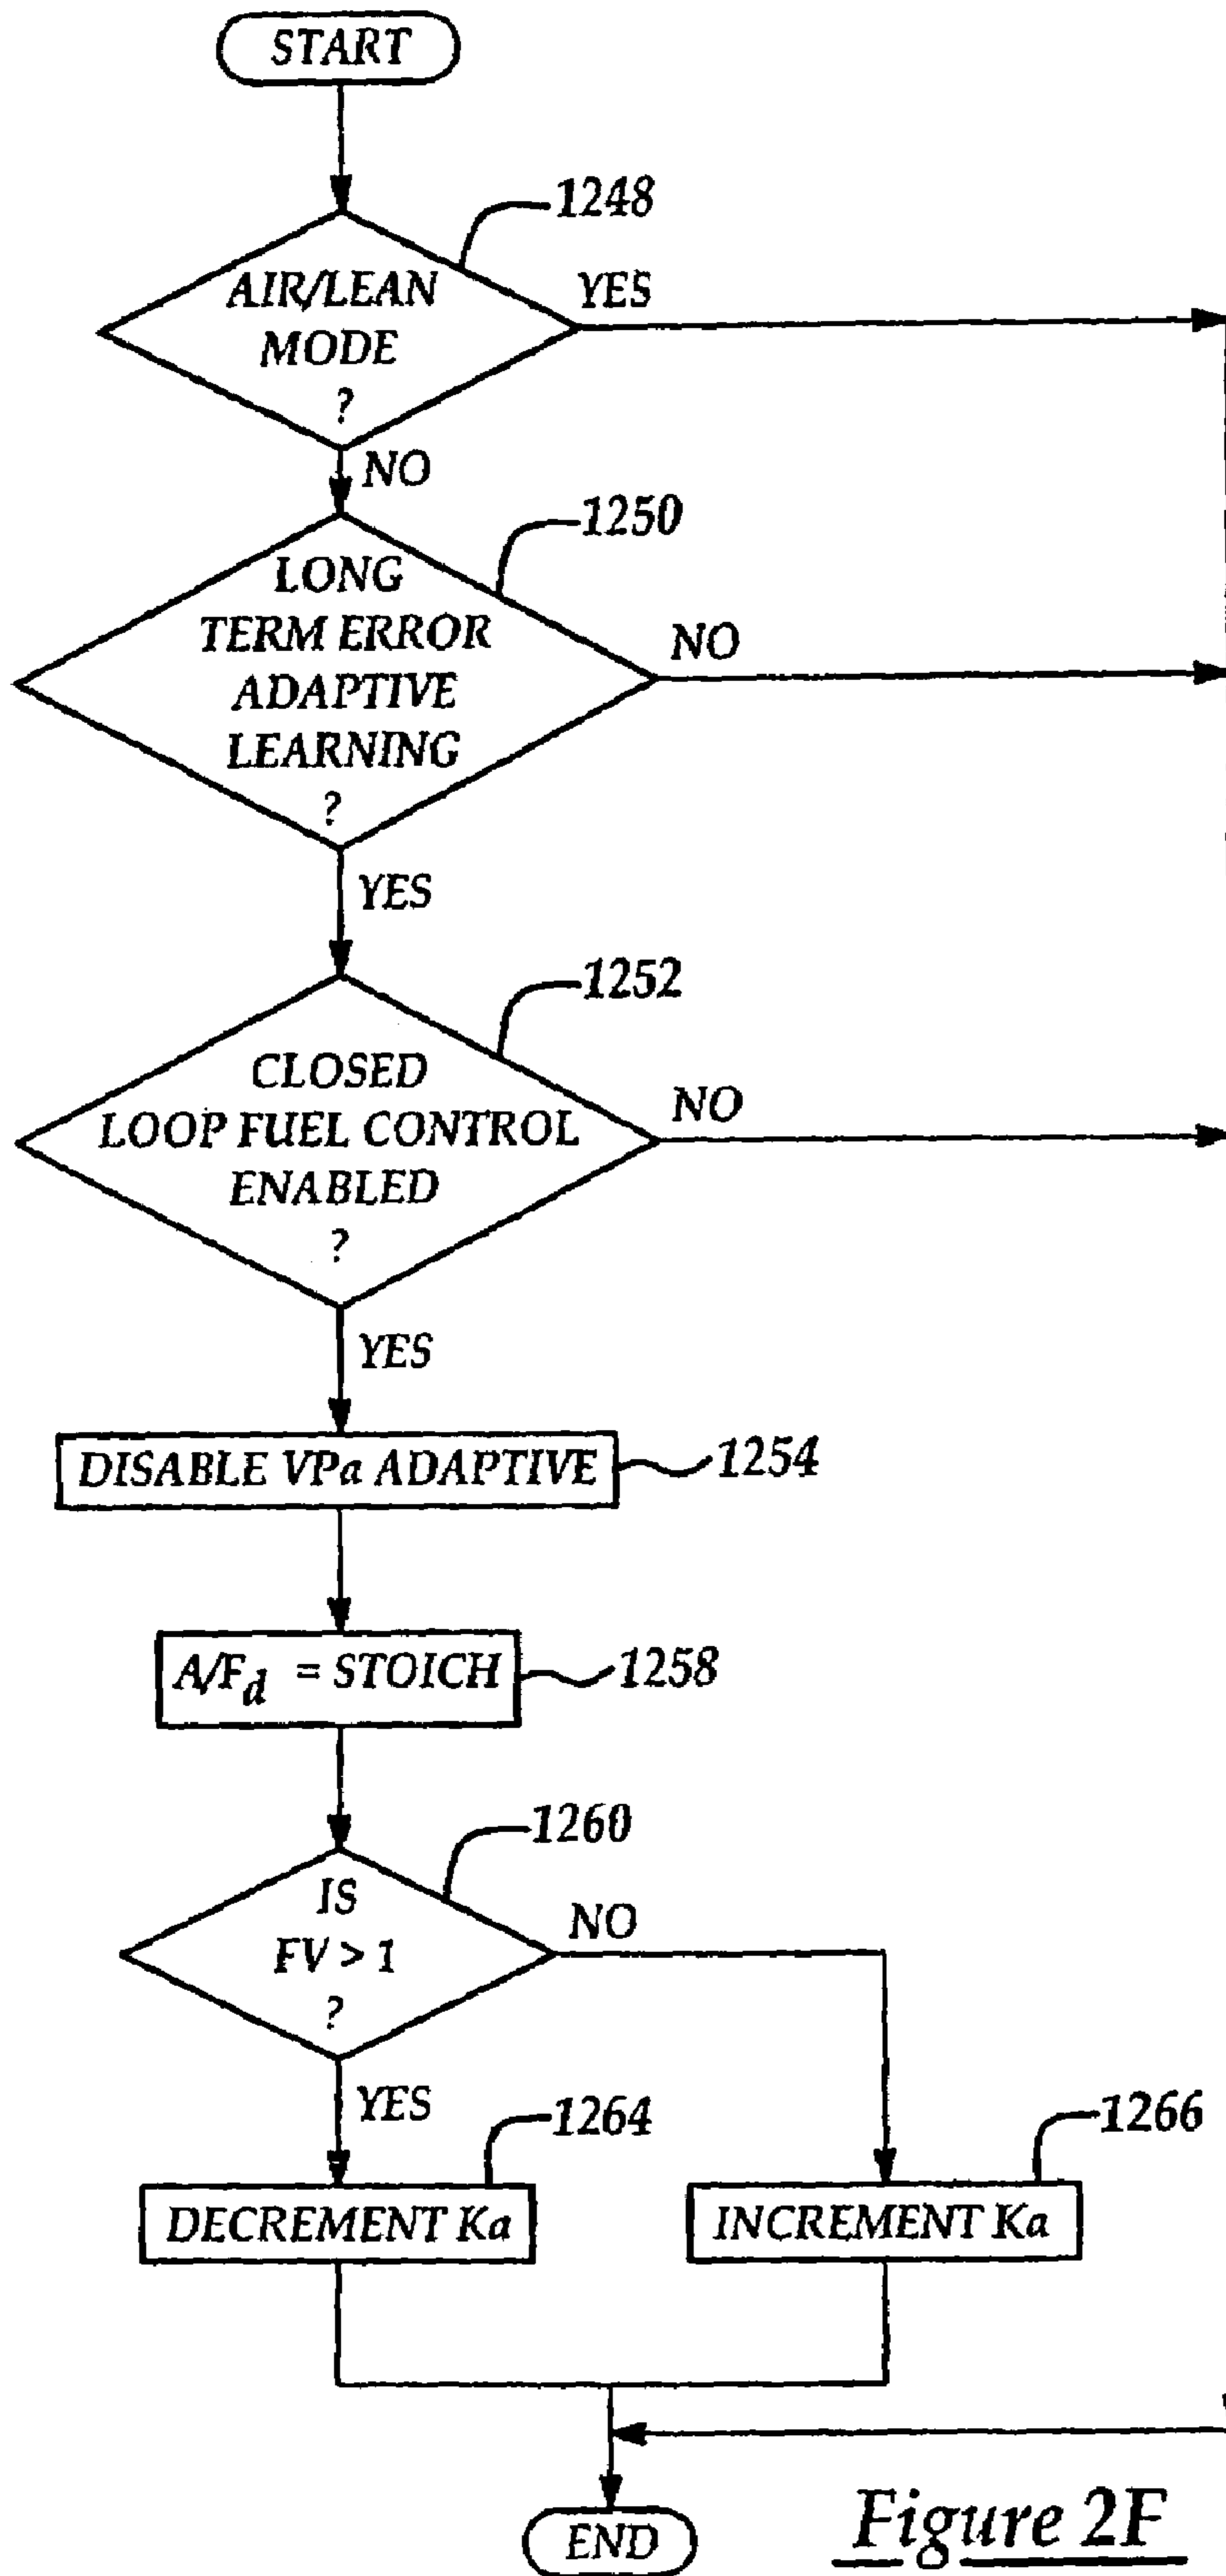 START
1248
AIR/LEAN
MODE
?
YES
NO
1250
LONG
TERM ERROR
ADAPTIVE
LEARNING
?
NO
YES
1252
CLOSED
LOOP FUEL CONTROL
ENABLED
?
NO
YES
DISABLE VPa ADAPTIVE
1254
A/Fd = STOICH
1258
1260
IS
FV > 1
?
NO
YES
1264
1266
DECREMENT Ka
INCREMENT Ka
END
Figure 2F